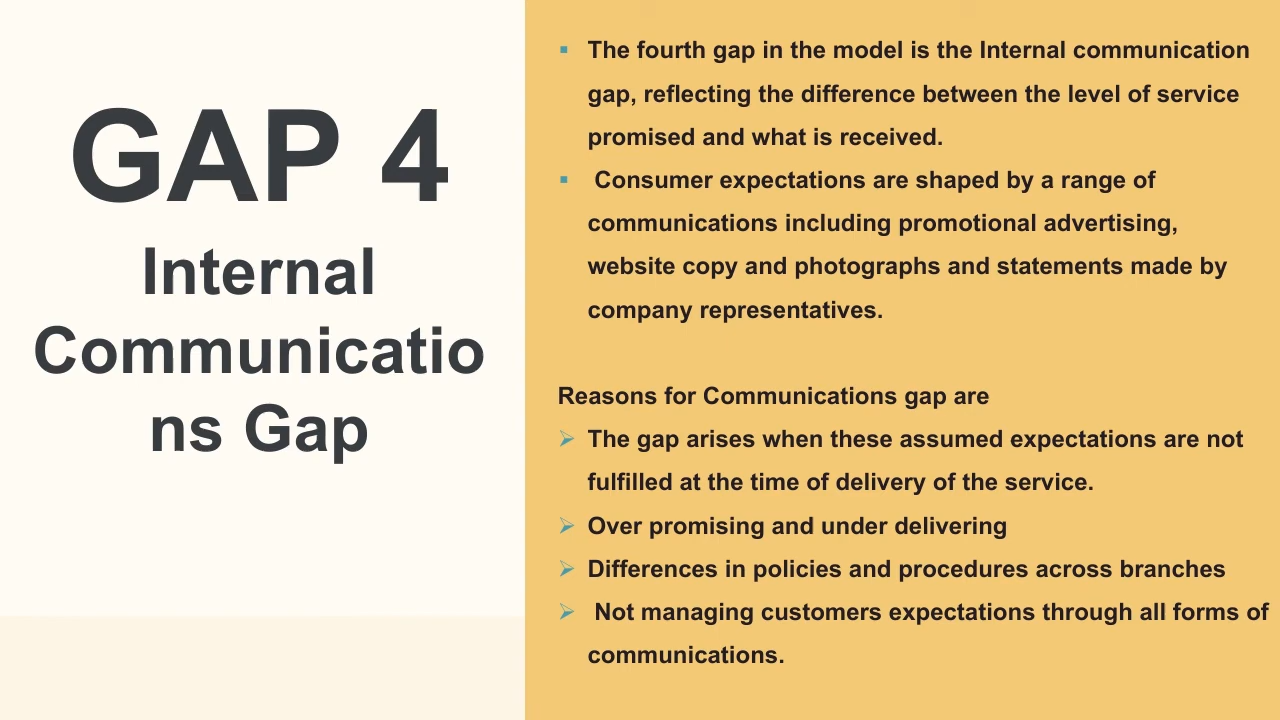 GAP 4
Internal
Communicatio
ns Gap
▪ The fourth gap in the model is the Internal communication
gap, reflecting the difference between the level of service
promised and what is received.
▪ Consumer expectations are shaped by a range of
communications including promotional advertising,
website copy and photographs and statements made by
company representatives.
Reasons for Communications gap are
➢ The gap arises when these assumed expectations are not
fulfilled at the time of delivery of the service.
➢ Over promising and under delivering
➢ Differences in policies and procedures across branches
➢ Not managing customers expectations through all forms of
communications.